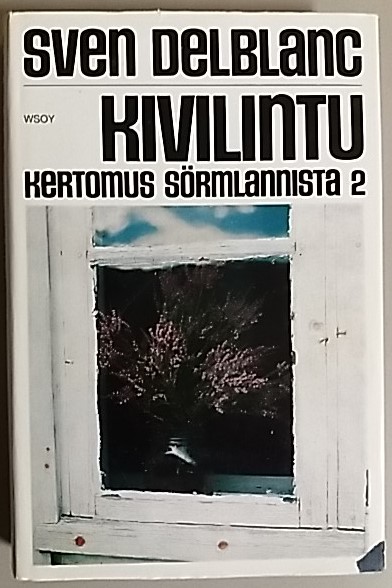 Sven Delblanc
WSOY
KIVILINTU
Kertomus Sörmlannista 2